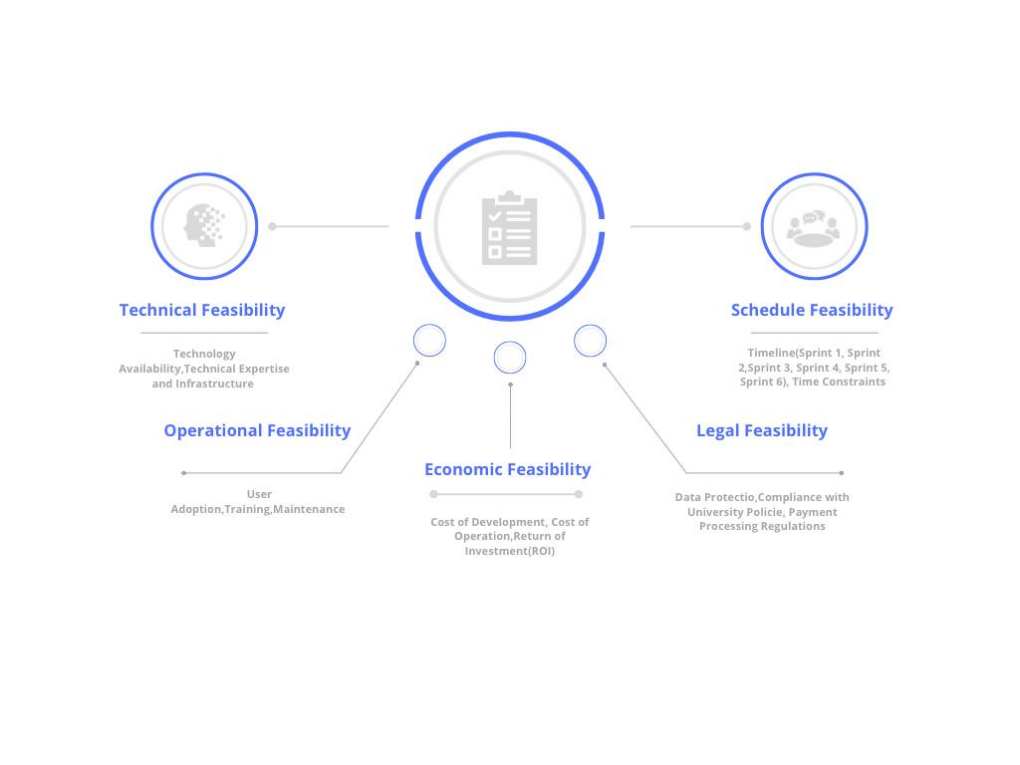 Technical Feasibility
Technology
Availability,Technical Expertise
and Infrastructure
Schedule Feasibility
Timeline(Sprint 1, Sprint
2,Sprint 3, Sprint 4, Sprint 5,
Sprint 6), Time Constraints
Operational Feasibility
User
Adoption,Training,Maintenance
Economic Feasibility
Cost of Development, Cost of
Operation,Return of
Investment(ROI)
Legal Feasibility
Data Protectio,Compliance with
University Policie, Payment
Processing Regulations